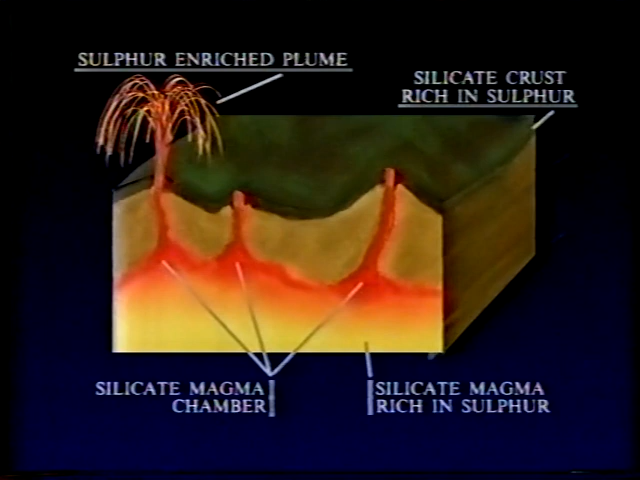 SULPHUR ENRICHED PLUME
SILICATE CRUST
RICH IN SULPHUR
SILICATE MAGMA
CHAMBER
SILICATE MAGMA
RICH IN SULPHUR